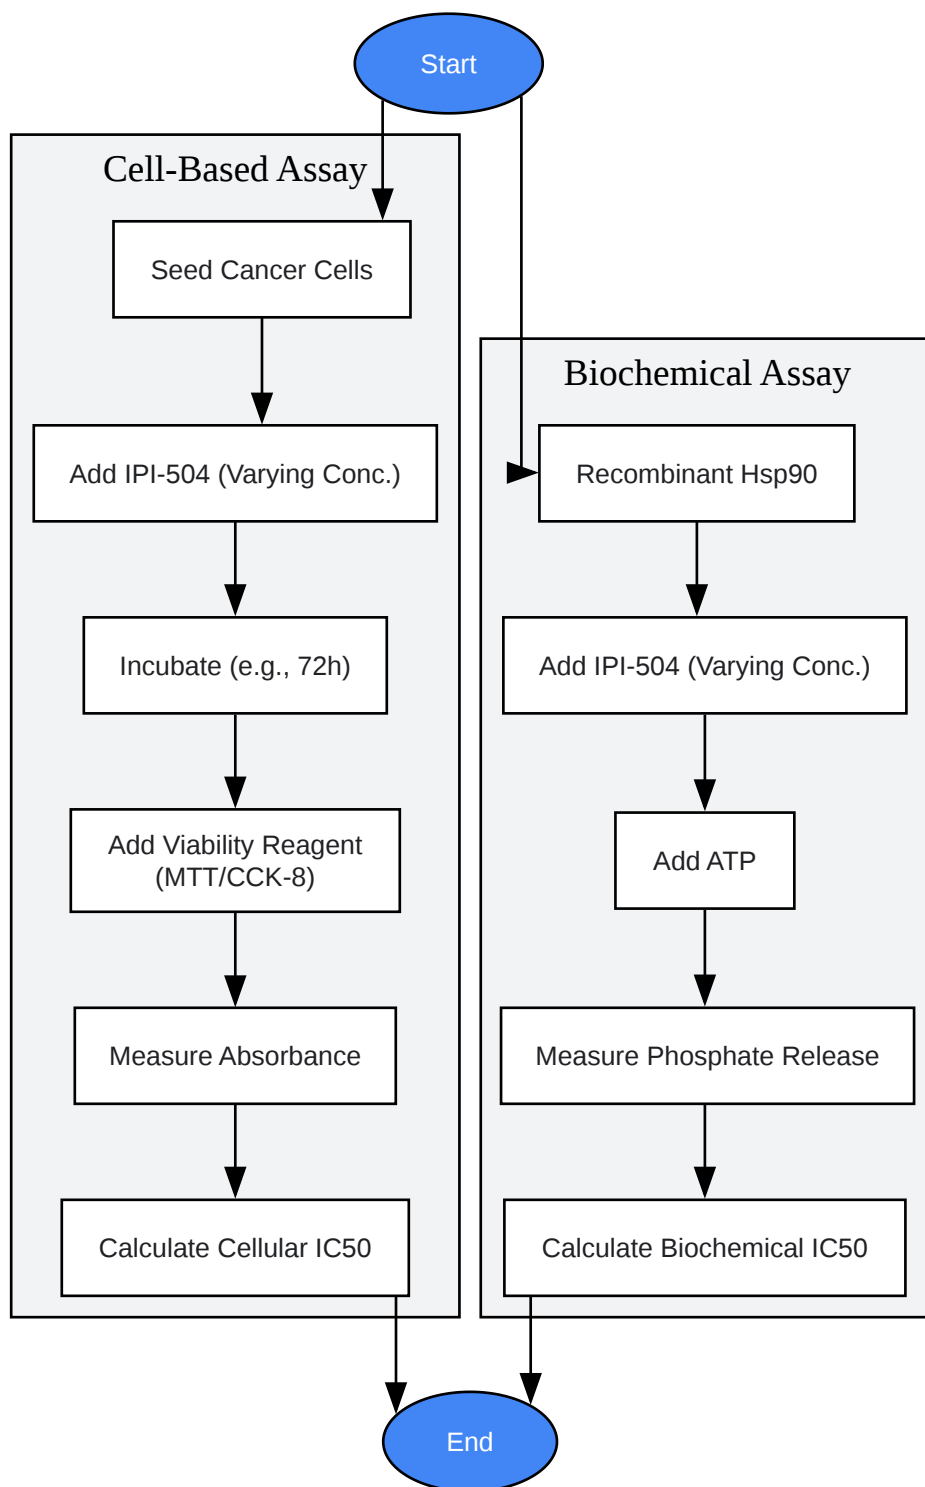 Start
Cell-Based Assay
Seed Cancer Cells
Add IPI-504 (Varying Conc.)
Incubate (e.g., 72h)
Add Viability Reagent
(MTT/CCK-8)
Measure Absorbance
Calculate Cellular IC50
Biochemical Assay
Recombinant Hsp90
Add IPI-504 (Varying Conc.)
Add ATP
Measure Phosphate Release
Calculate Biochemical IC50
End